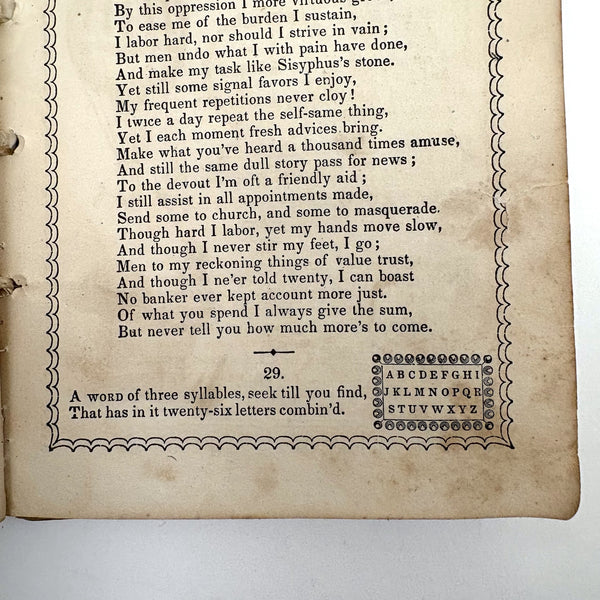 By this oppression I more virtuous
To ease me of the burden I sustain,
I labor hard, nor should I strive in vain;
But men undo what I with pain have done,
And make my task like Sisyphus's stone.
Yet still some signal favors I enjoy,
My frequent repetitions never cloy!
I twice a day repeat the self-same thing,
Yet I each moment fresh advices bring.
Make what you've heard a thousand times amuse,
And still the same dull story pass for news;
To the devout I'm oft a friendly aid;
I still assist in all appointments made,
Send some to church, and some to masquerade.
Though hard I labor, yet my hands move slow,
And though I never stir my feet, I go;
Men to my reckoning things of value trust,
And though I ne'er told twenty, I can boast
No banker ever kept account more just.
Of what you spend I always give the sum,
But never tell you how much more's to come.
29.
A WORD of three syllables, seek till you find,
That has in it twenty-six letters combin'd.
ABCDEFGHI
JKLMNOPQR
STUVWXYZ